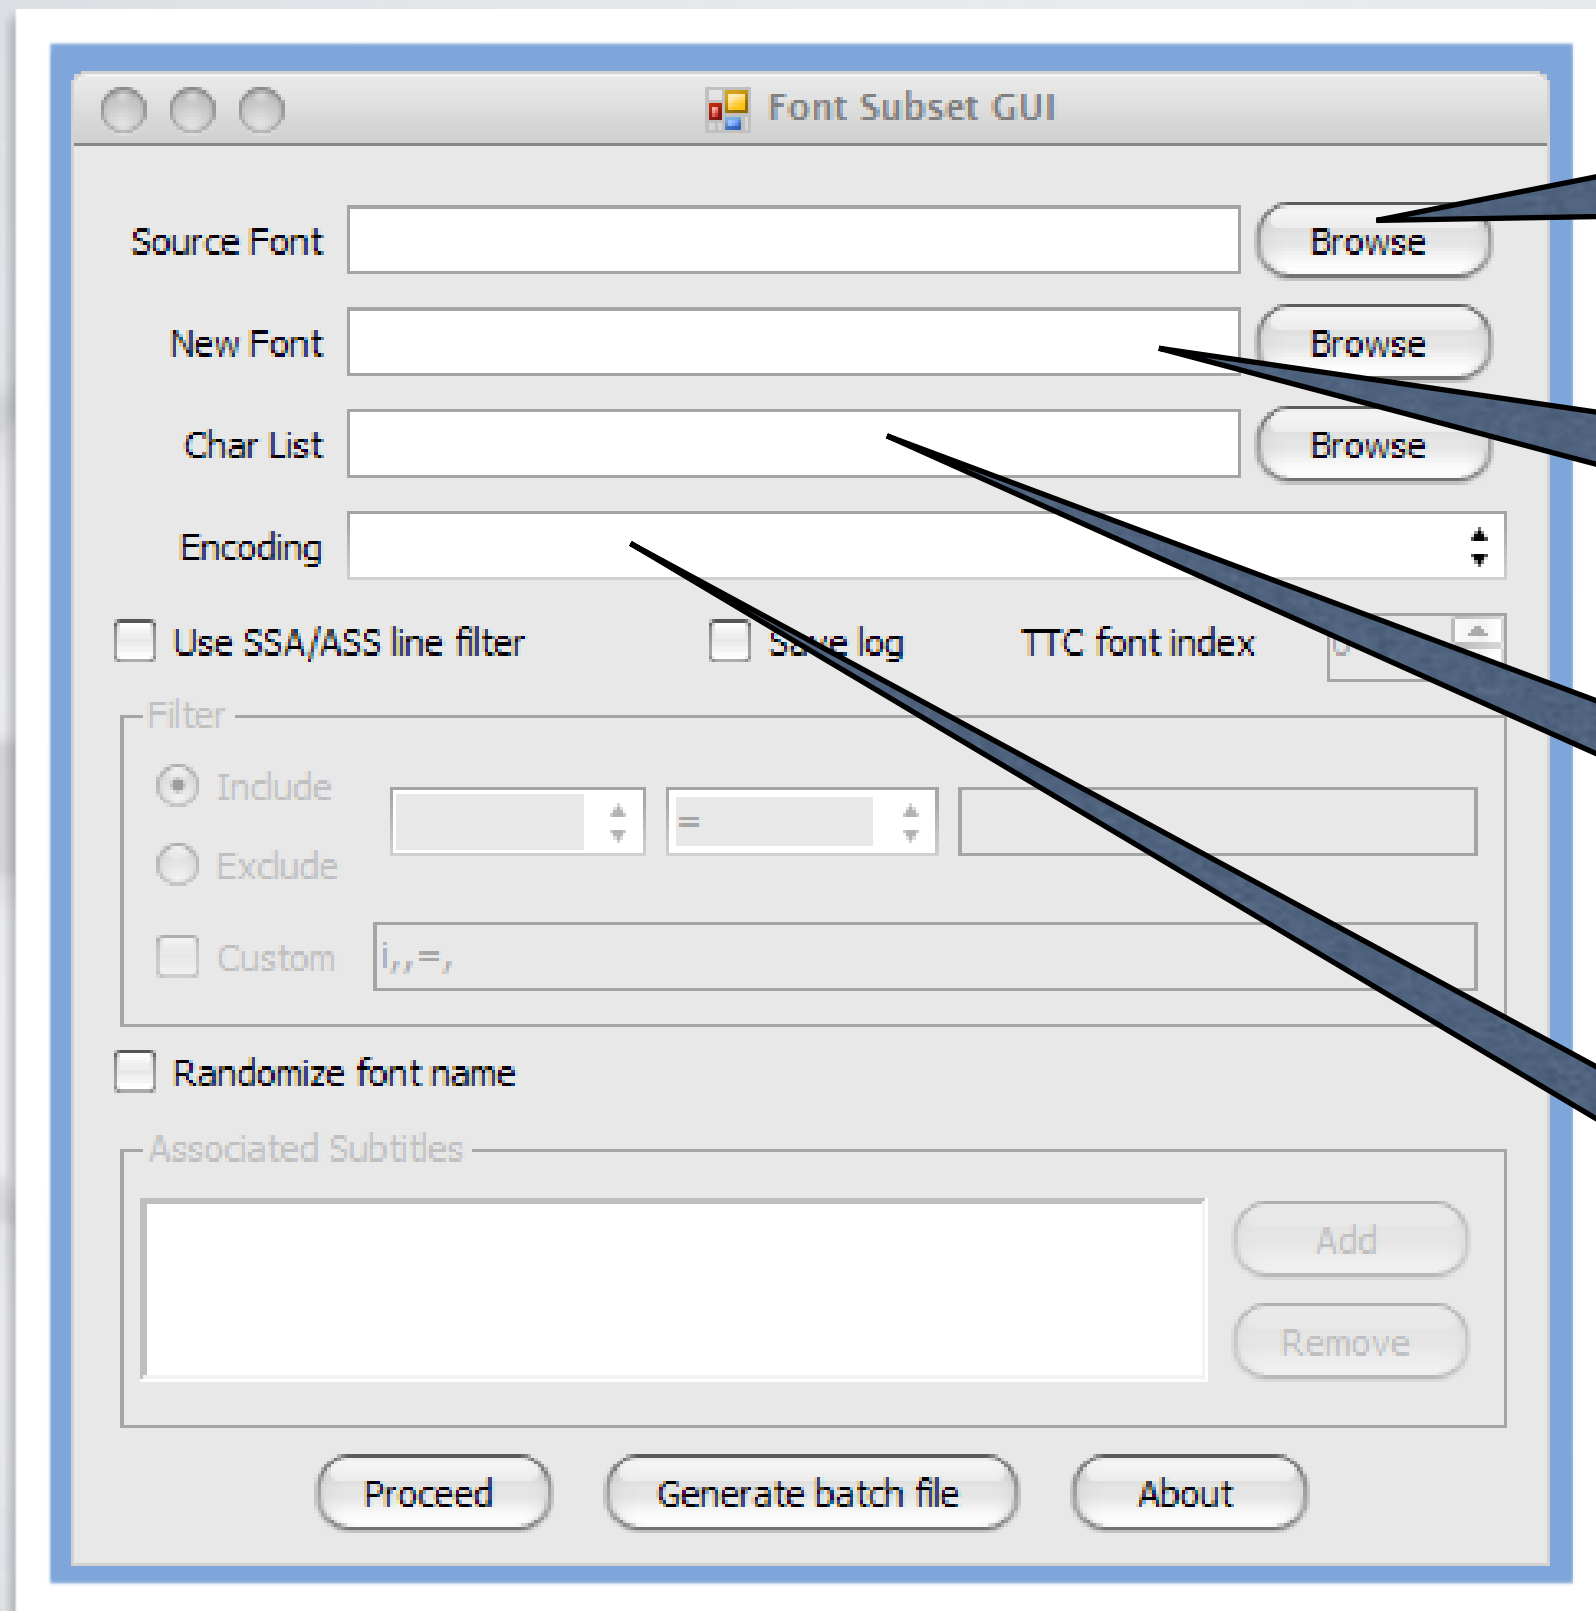 Font Subset GUI
Source Font Browse
New Font Browse
Char List Browse
Encoding
Use SSA/ASS line filter Save log TTC font index 0
Filter
Include
=
Exclude
Custom i,,=,
Randomize font name
Associated Subtitles
Add
Remove
Proceed Generate batch file About